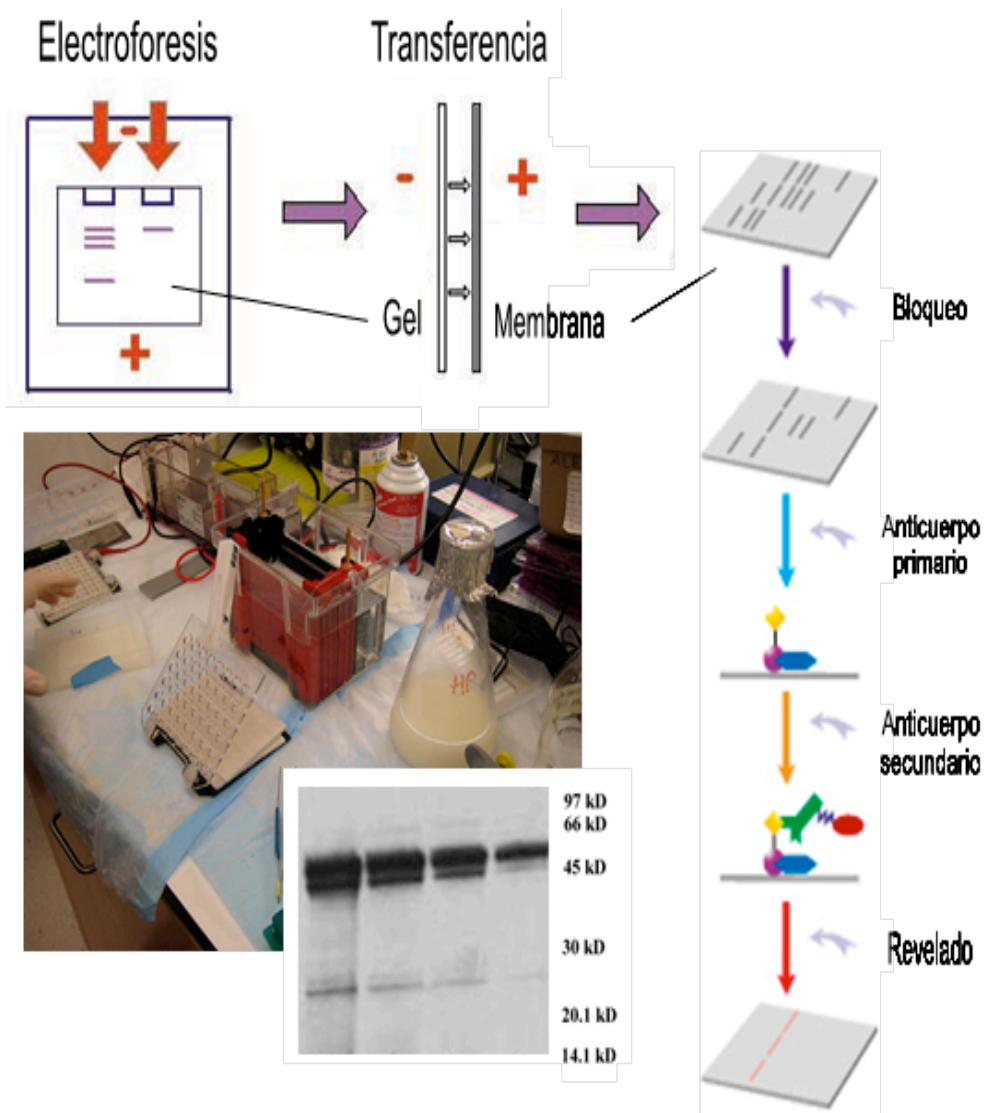 Electroforesis
Transferencia
-
-
+
+
Gel
Membrana
Bloqueo
Anticuerpo
primario
Anticuerpo
secundario
Revelado
97 kD
66 kD
45 kD
30 kD
20.1 kD
14.1 kD